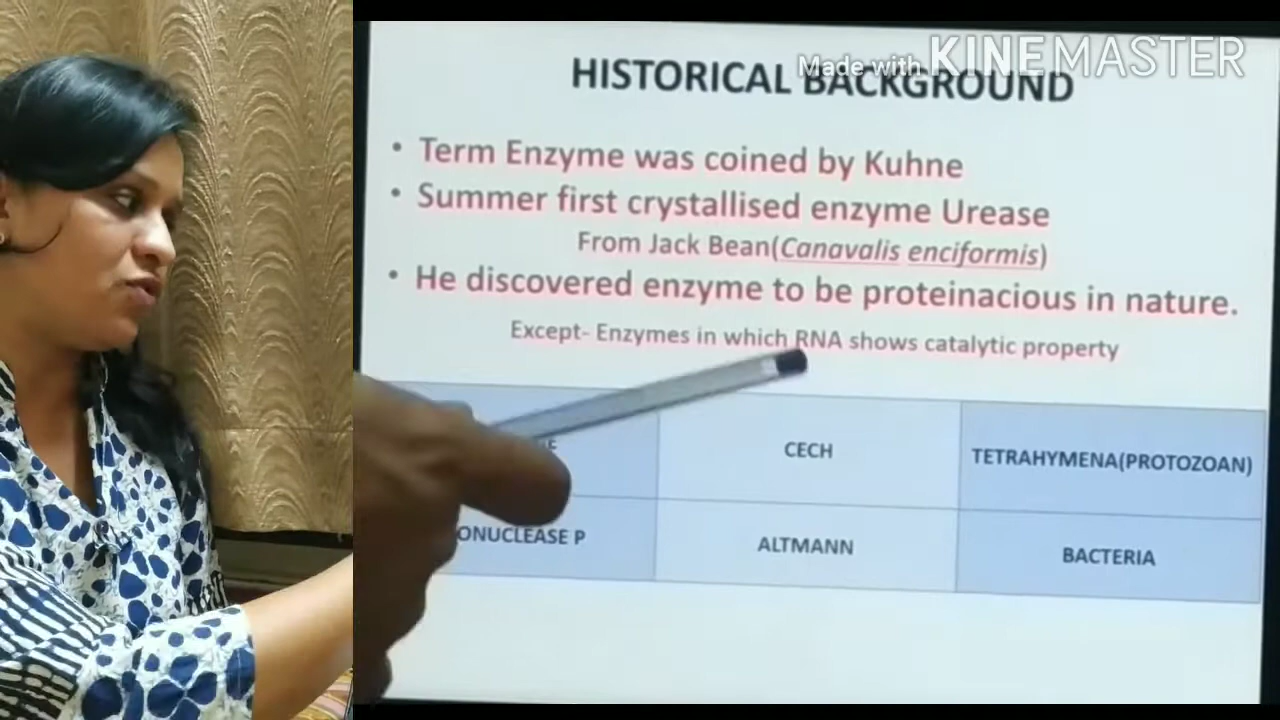 Made with KINEMASTER
HISTORICAL BACKGROUND
• Term Enzyme was coined by Kuhne
• Summer first crystallised enzyme Urease
From Jack Bean(Canavalis enciformis)
• He discovered enzyme to be proteinacious in nature.
Except- Enzymes in which RNA shows catalytic property
CECH TETRAHYMENA(PROTOZOAN)
ONUCLEASE P ALTMANN BACTERIA